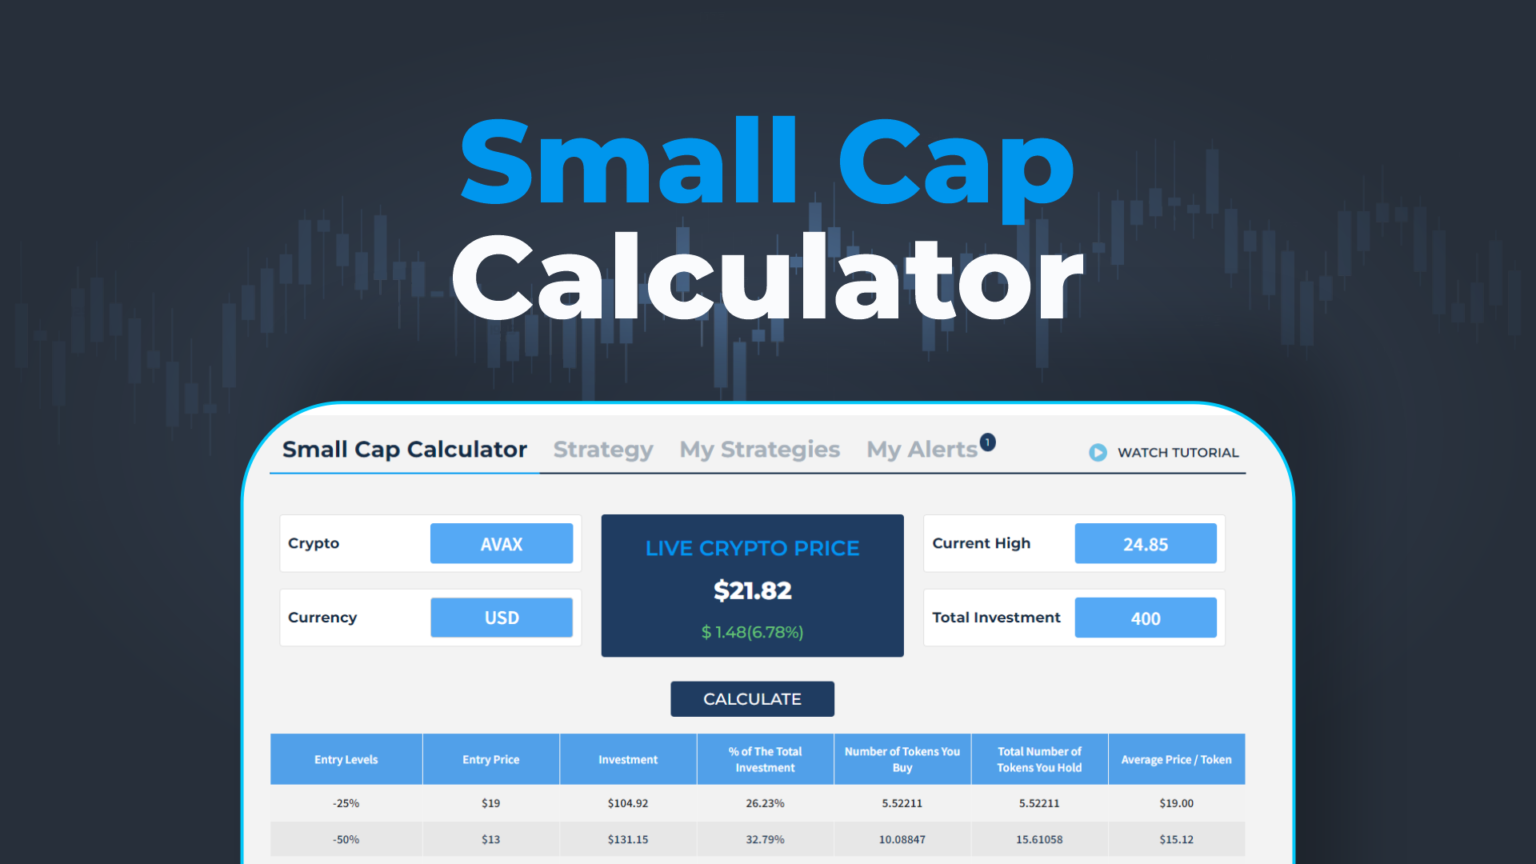 Small Cap
Calculator
Small Cap Calculator Strategy My Strategies My Alerts 1 WATCH TUTORIAL
Crypto AVAX
Currency USD
LIVE CRYPTO PRICE
$21.82
$ 1.48(6.78%)
Current High 24.85
Total Investment 400
CALCULATE
Entry Levels Entry Price Investment % of The Total Investment Number of Tokens You Buy Total Number of Tokens You Hold Average Price / Token
-25% $19 $104.92 26.23% 5.52211 5.52211 $19.00
-50% $13 $131.15 32.79% 10.08847 15.61058 $15.12